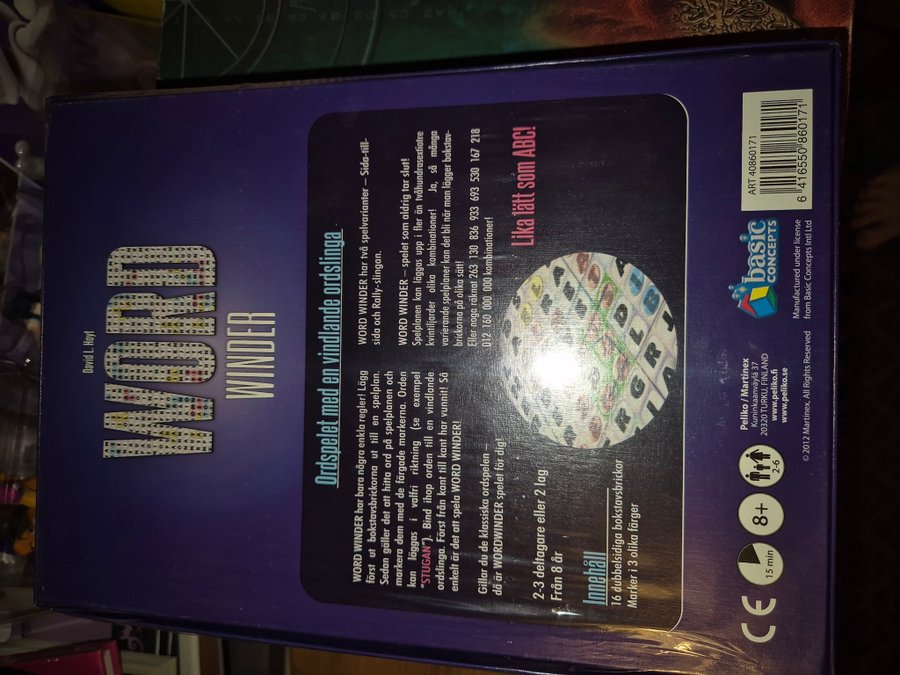 David L. Hoyt
WORD
WINDER
Ordspelet med en vindlande ordslinga
WORD WINDER har bara några enkla regler! Lägg
först ut bokstavsbrickorna ut till en spelplan.
Sedan gäller det att hitta ord på spelplanen och
markera dem med de färgade markerna. Orden
kan läggas i valfri riktning (se exempel
"STUGAN"). Bind ihop orden till en vindlande
ordslinga. Först från kant till kant har vunnit! Så
enkelt är det att spela WORD WINDER!
Gillar du de klassiska ordspelen –
då är WORDWINDER spelet för dig!
2-3 deltagare eller 2 lag
Från 8 år
Innehåll
16 dubbelsidiga bokstavsbrickor
Marker i 3 olika färger
WORD WINDER har två spelvarianter – Sida-till-
sida och Rally-slingan.
WORD WINDER – spelet som aldrig tar slut!
Spelplanen kan läggas upp i fler än tvåhundrasextiotre
kvintiljarder olika kombinationer! Ja, så många
varierande spelplaner kan det bli när man lägger bokstav-
brickorna på olika sätt!
Eller noga räknat 263 130 836 933 693 530 167 218
012 160 000 000 kombinationer!
Lika lätt som ABC!
CE
15 min
8+
2-6
Peliko / Martinex
Kuninkaanväylä 37
20320 TURKU, FINLAND
www.peliko.fi
www.peliko.se
© 2012 Martinex, All Rights Reserved
basic
CONCEPTS
Manufactured under license
from Basic Concepts Intl Ltd
ART 40860171
6 416550 860171